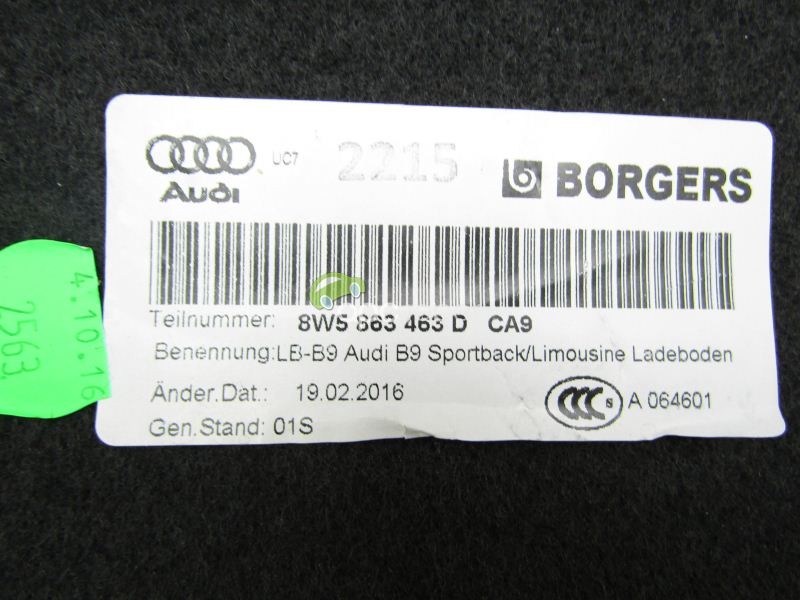 UC7 2215 BORGERS
Audi
Teilnummer: 8W5 863 463 D CA9
Benennung:LB-B9 Audi B9 Sportback/Limousine Ladeboden
Änder.Dat.: 19.02.2016
CCC S A 064601
Gen.Stand: 01S
4.10.16
2563